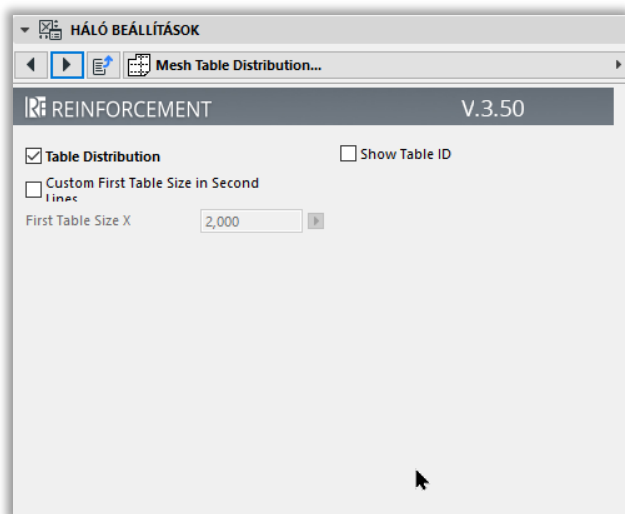 HÁLÓ BEÁLLÍTÁSOK
Mesh Table Distribution...
REINFORCEMENT V.3.50
Table Distribution
Show Table ID
Custom First Table Size in Second
Lines
First Table Size X 2,000